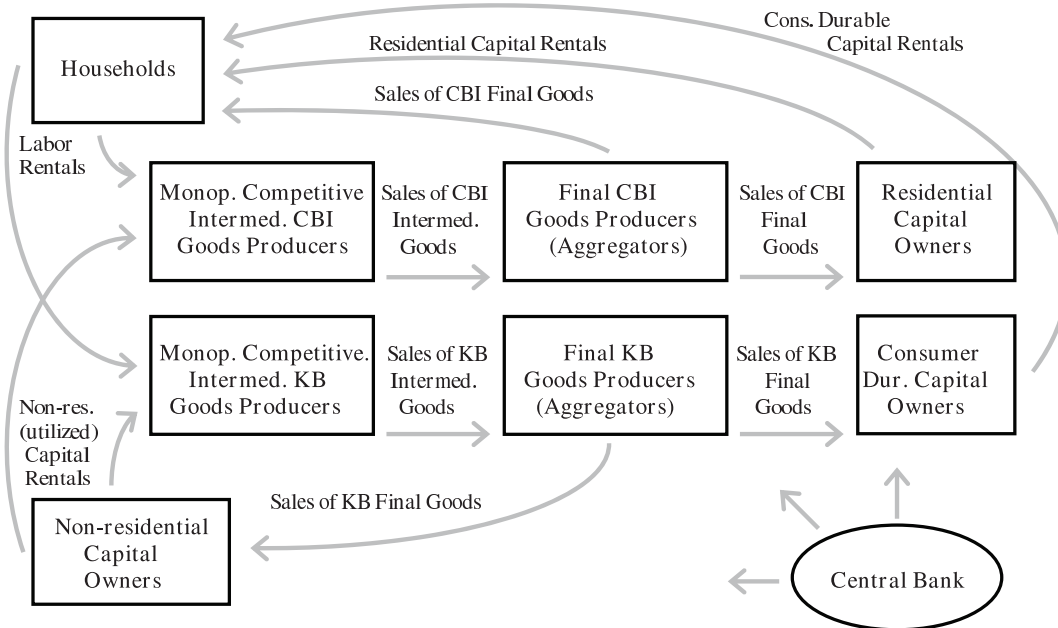 Cons. Durable
Capital Rentals
Residential Capital Rentals
Households
Sales of CBI Final Goods
Labor
Rentals
Monop. Competitive
Intermed. CBI
Goods Producers
Sales of CBI
Intermed.
Goods
Final CBI
Goods Producers
(Aggregators)
Sales of CBI
Final
Goods
Residential
Capital
Owners
Monop. Competitive.
Intermed. KB
Goods Producers
Sales of KB
Intermed.
Goods
Final KB
Goods Producers
(Aggregators)
Sales of KB
Final
Goods
Consumer
Dur. Capital
Owners
Non-res.
(utilized)
Capital
Rentals
Sales of KB Final Goods
Non-residential
Capital
Owners
Central Bank